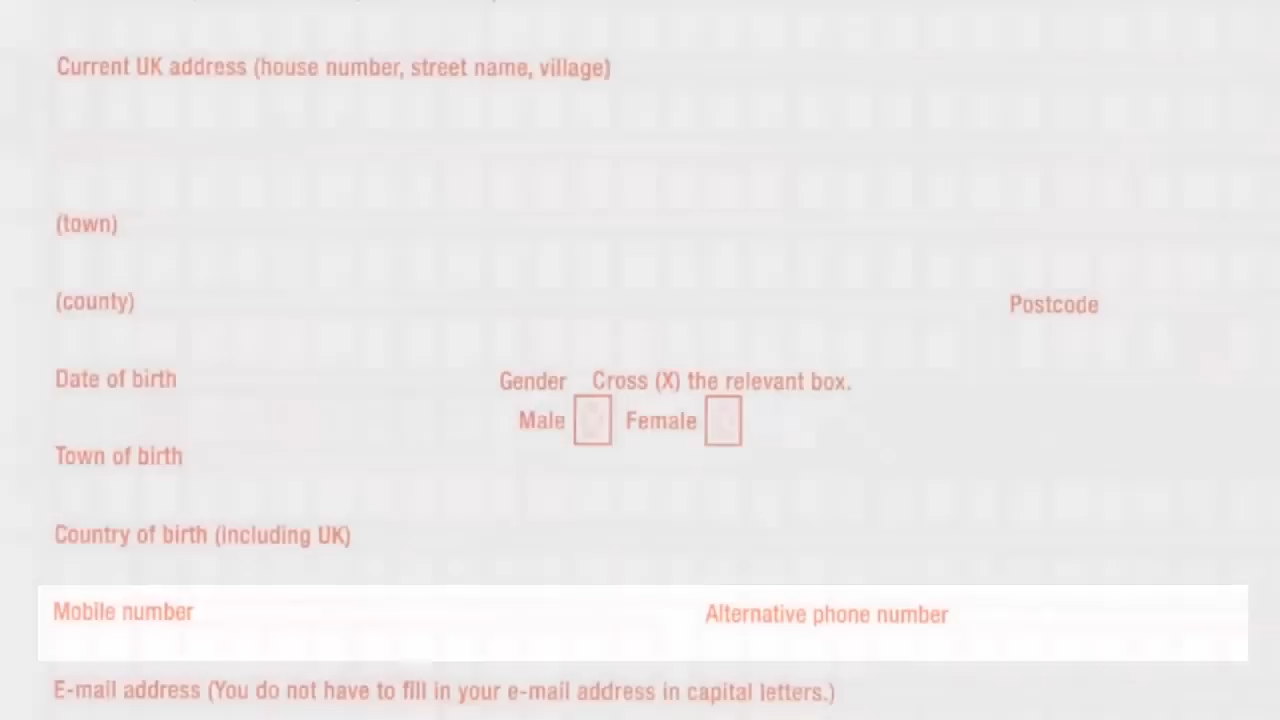 Current UK address (house number, street name, village)
(town)
(county) Postcode
Date of birth Gender Cross (X) the relevant box.
Male Female
Town of birth
Country of birth (including UK)
Mobile number Alternative phone number
E-mail address (You do not have to fill in your e-mail address in capital letters.)